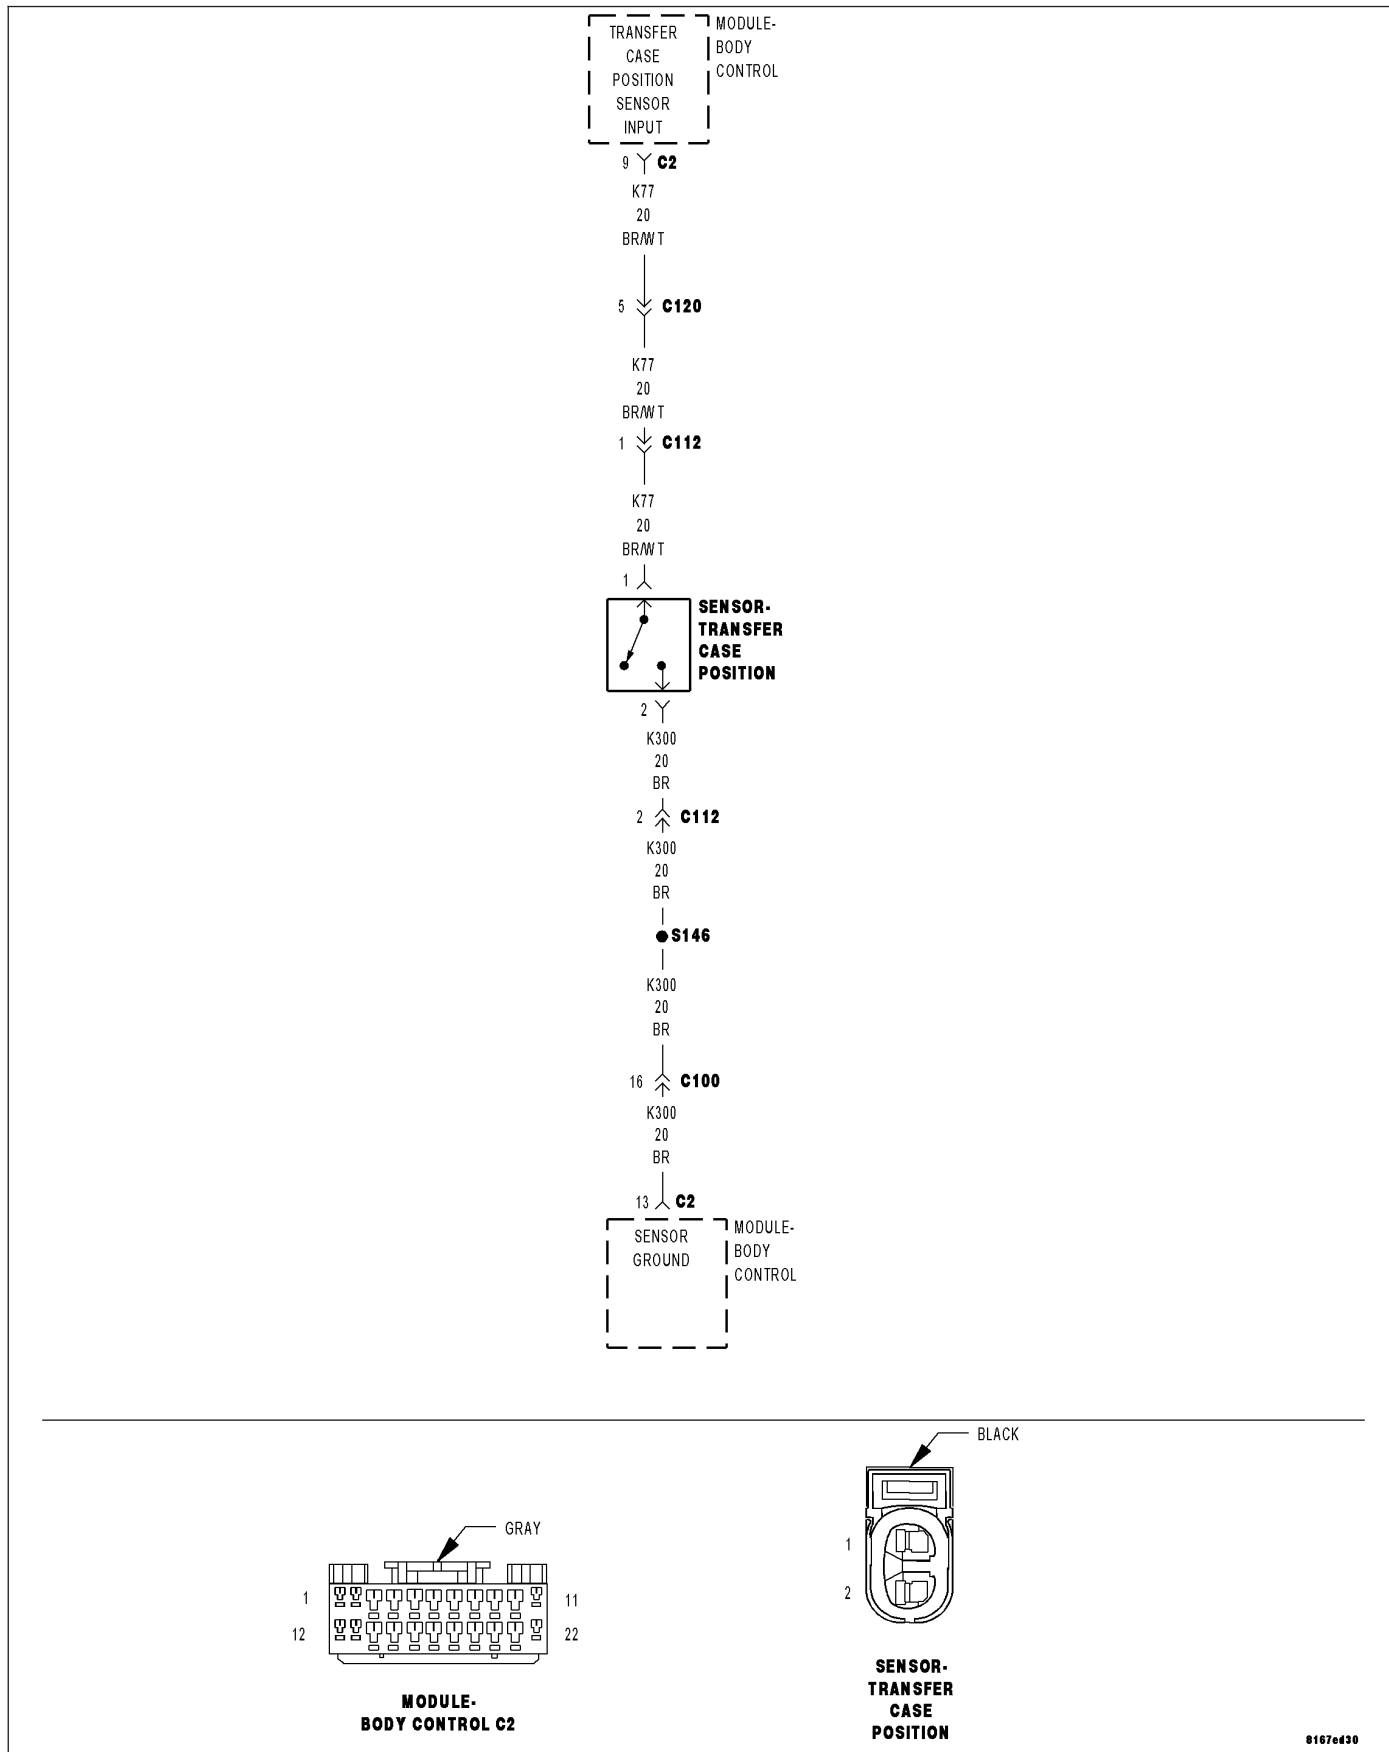 TRANSFER
CASE
POSITION
SENSOR
INPUT
MODULE-
BODY
CONTROL
9 C2
K77
20
BR/WT
5 C120
K77
20
BR/WT
1 C112
K77
20
BR/WT
1
SENSOR-
TRANSFER
CASE
POSITION
2
K300
20
BR
2 C112
K300
20
BR
S146
K300
20
BR
16 C100
K300
20
BR
13 C2
SENSOR
GROUND
MODULE-
BODY
CONTROL
GRAY
1 11
12 22
MODULE-
BODY CONTROL C2
BLACK
1
2
SENSOR-
TRANSFER
CASE
POSITION
8167ed30